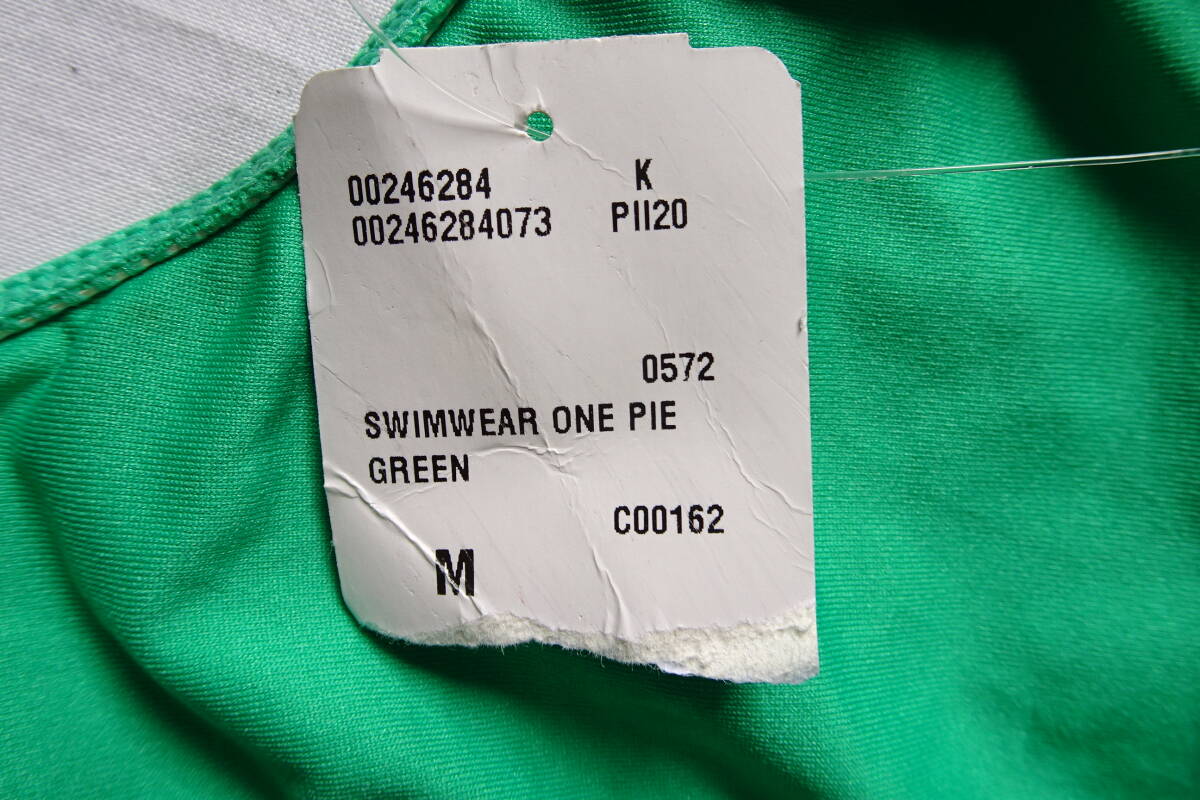 00246284 K
00246284073 PII20
0572
SWIMWEAR ONE PIE
GREEN
C00162
M